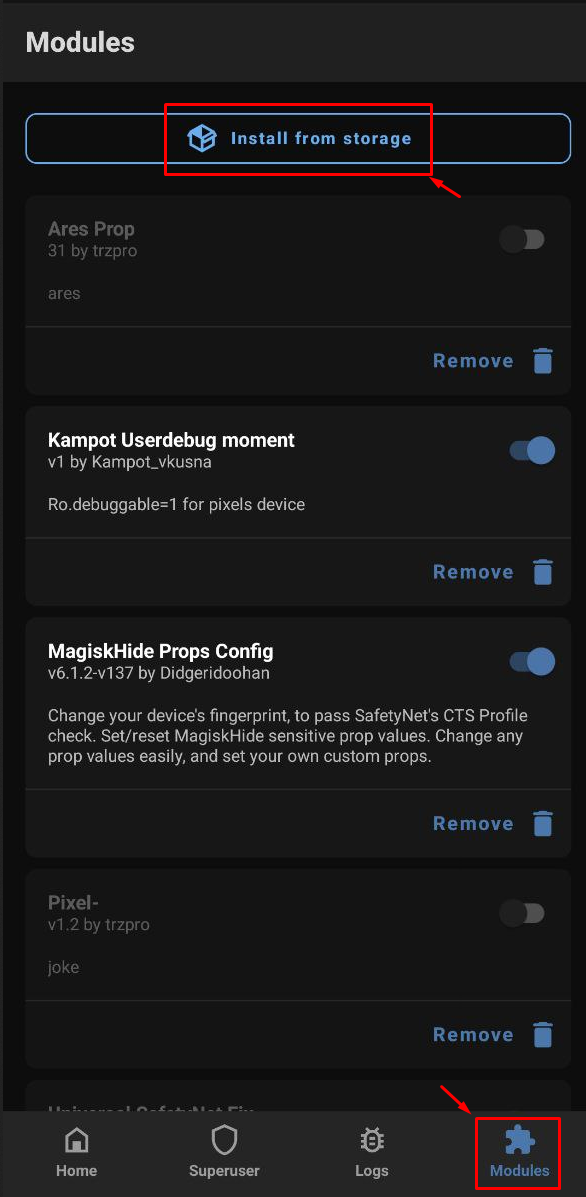 Modules
Install from storage
Ares Prop
31 by trzpro
ares
Remove
Kampot Userdebug moment
v1 by Kampot_vkusna
Ro.debuggable=1 for pixels device
Remove
MagiskHide Props Config
v6.1.2-v137 by Didgeridoohan
Change your device's fingerprint, to pass SafetyNet's CTS Profile
check. Set/reset MagiskHide sensitive prop values. Change any
prop values easily, and set your own custom props.
Remove
Pixel-
v1.2 by trzpro
joke
Remove
Universal SafetyNet Fix
Home
Superuser
Logs
Modules